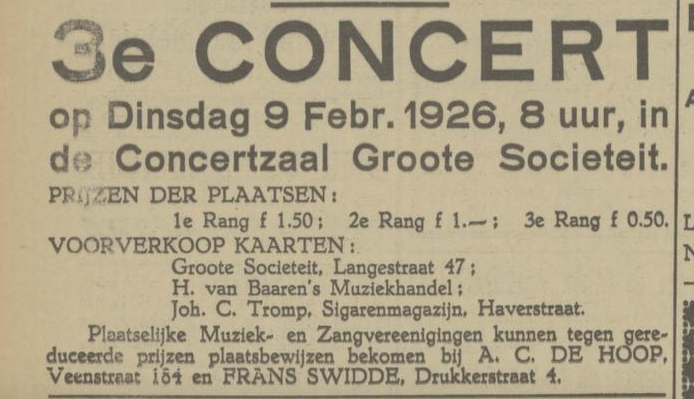 3e CONCERT
op Dinsdag 9 Febr. 1926, 8 uur, in
de Concertzaal Groote Societeit.
PRIJZEN DER PLAATSEN:
1e Rang f 1.50; 2e Rang f 1.—; 3e Rang f 0.50.
VOORVERKOOP KAARTEN:
Groote Societeit, Langestraat 47;
H. van Baaren's Muziekhandel;
Joh. C. Tromp, Sigarenmagazijn, Haverstraat.
Plaatselijke Muziek- en Zangvereenigingen kunnen tegen gere-
duceerde prijzen plaatsbewijzen bekomen bij A. C. DE HOOP,
Veenstraat 154 en FRANS SWIDDE, Drukkerstraat 4.